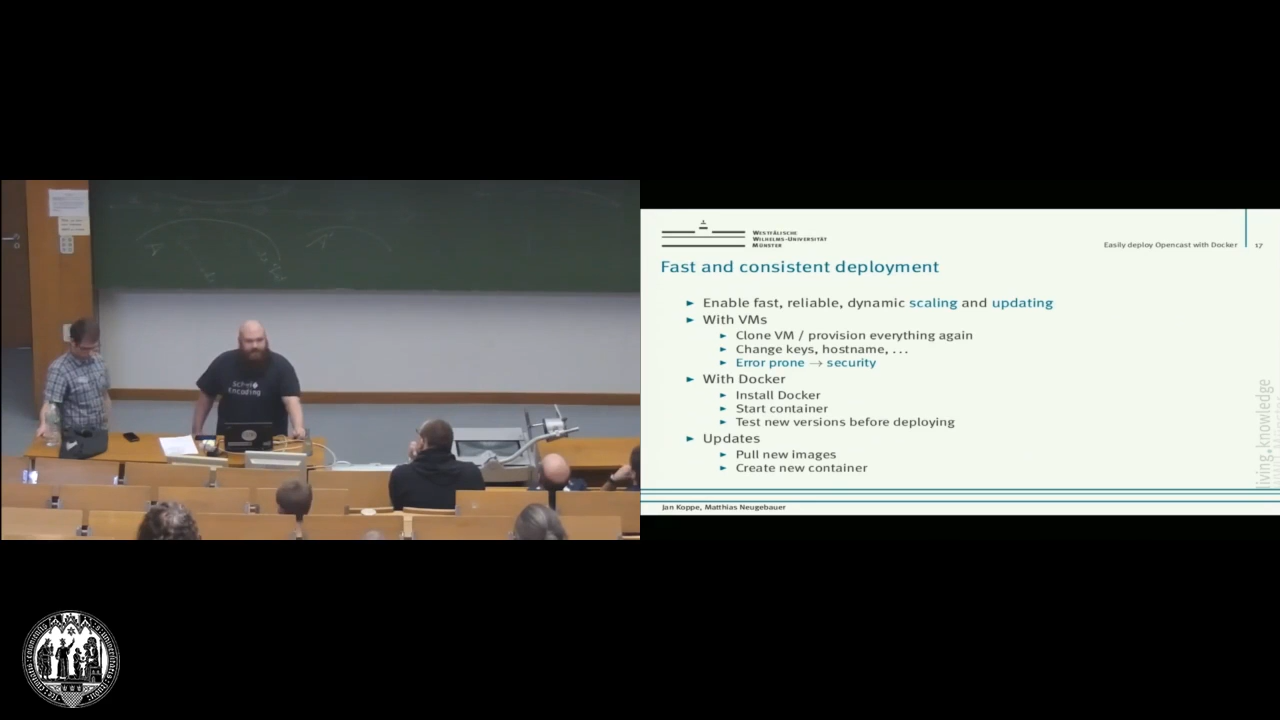 Schei♦
Encoding
WESTFÄLISCHE
WILHELMS-UNIVERSITÄT
MÜNSTER
Easily deploy Opencast with Docker
17
Fast and consistent deployment
► Enable fast, reliable, dynamic scaling and updating
► With VMs
► Clone VM / provision everything again
► Change keys, hostname, ...
► Error prone → security
► With Docker
► Install Docker
► Start container
► Test new versions before deploying
► Updates
► Pull new images
► Create new container
living.knowledge
Jan Koppe, Matthias Neugebauer